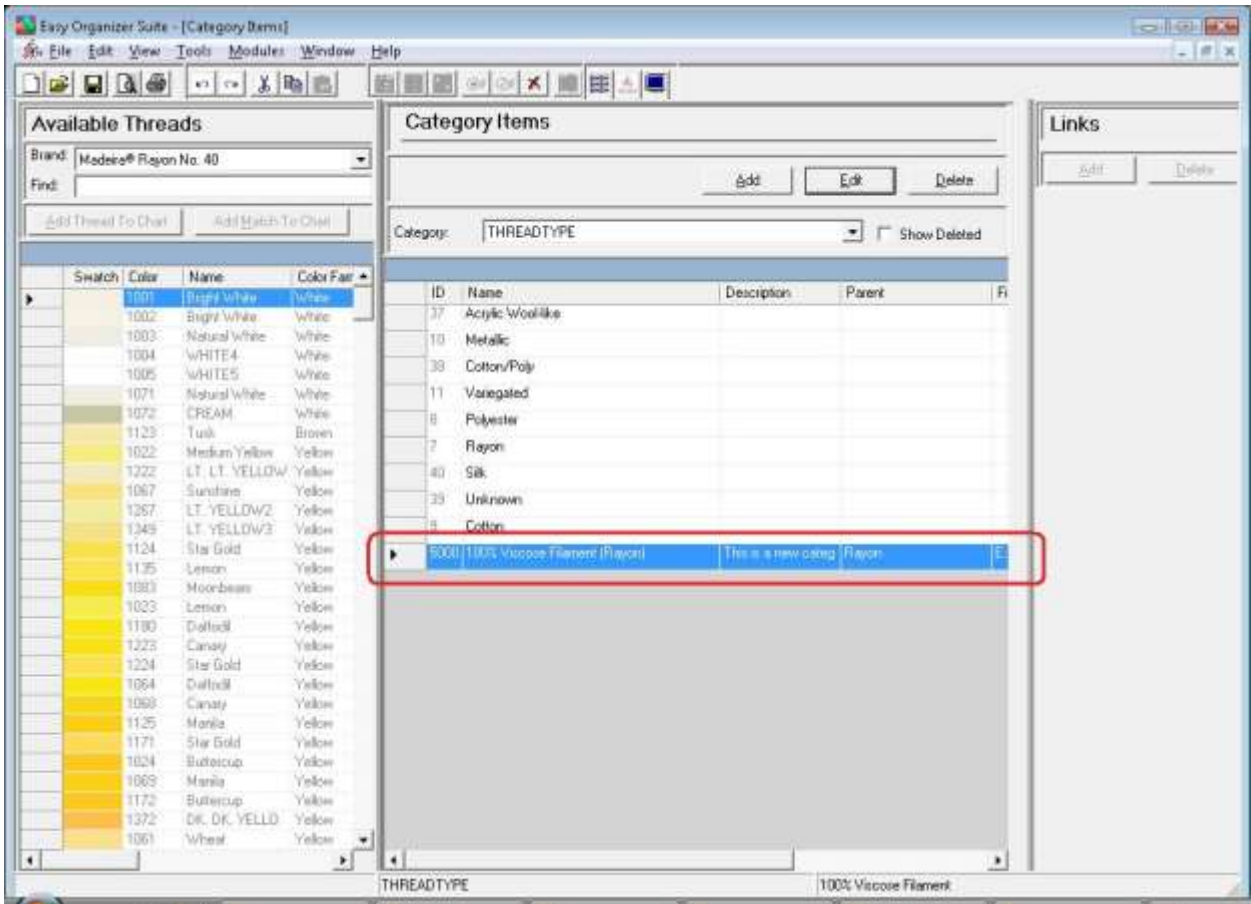 Easy Organizer Suite - [Category Items]
File Edit View Tools Modules Window Help
Available Threads
Brand: Madeira® Rayon No. 40
Find:
Add Thread To Chart Add Match To Chart
Swatch Color Name Color Fam
1001 Bright White White
1002 Bright White White
1003 Natural White White
1004 WHITE4 White
1005 WHITE5 White
1071 Natural White White
1072 CREAM White
1123 Tusk Brown
1022 Medium Yellow Yellow
1222 LT. LT. YELLOW Yellow
1067 Sunshine Yellow
1267 LT. YELLOW2 Yellow
1349 LT. YELLOW3 Yellow
1124 Star Gold Yellow
1135 Lemon Yellow
1083 Moonbeam Yellow
1023 Lemon Yellow
1180 Daffodil Yellow
1223 Canary Yellow
1224 Star Gold Yellow
1064 Daffodil Yellow
1068 Canary Yellow
1125 Manila Yellow
1171 Star Gold Yellow
1024 Buttercup Yellow
1069 Manila Yellow
1172 Buttercup Yellow
1372 DK. DK. YELLO Yellow
1061 Wheat Yellow
Category Items
Add Edit Delete
Category: THREADTYPE Show Deleted
ID Name Description Parent
37 Acrylic Wool-like
10 Metallic
38 Cotton/Poly
11 Variegated
8 Polyester
7 Rayon
40 Silk
39 Unknown
9 Cotton
5000 100% Viscose Filament (Rayon) This is a new categ Rayon E
Links
Add Delete
THREADTYPE 100% Viscose Filament